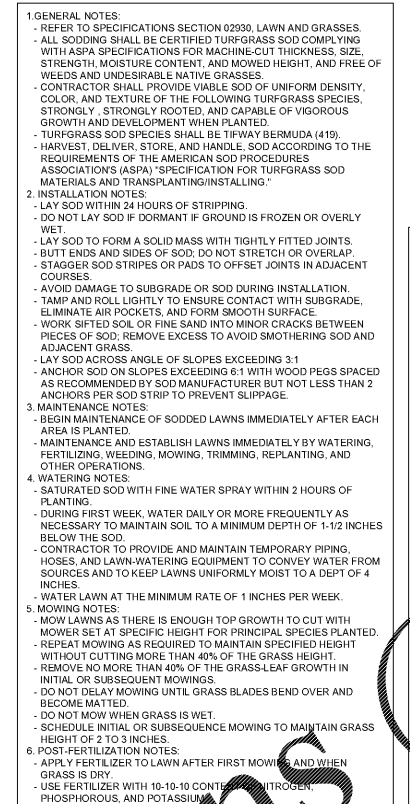 1.GENERAL NOTES:
- REFER TO SPECIFICATIONS SECTION 02930, LAWN AND GRASSES.
- ALL SODDING SHALL BE CERTIFIED TURFGRASS SOD COMPLYING
WITH ASPA SPECIFICATIONS FOR MACHINE-CUT THICKNESS, SIZE,
STRENGTH, MOISTURE CONTENT, AND MOWED HEIGHT, AND FREE OF
WEEDS AND UNDESIRABLE NATIVE GRASSES.
- CONTRACTOR SHALL PROVIDE VIABLE SOD OF UNIFORM DENSITY,
COLOR, AND TEXTURE OF THE FOLLOWING TURFGRASS SPECIES,
STRONGLY , STRONGLY ROOTED, AND CAPABLE OF VIGOROUS
GROWTH AND DEVELOPMENT WHEN PLANTED.
- TURFGRASS SOD SPECIES SHALL BE TIFWAY BERMUDA (419).
- HARVEST, DELIVER, STORE, AND HANDLE, SOD ACCORDING TO THE
REQUIREMENTS OF THE AMERICAN SOD PROCEDURES
ASSOCIATION'S (ASPA) "SPECIFICATION FOR TURFGRASS SOD
MATERIALS AND TRANSPLANTING/INSTALLING."
2. INSTALLATION NOTES:
- LAY SOD WITHIN 24 HOURS OF STRIPPING.
- DO NOT LAY SOD IF DORMANT IF GROUND IS FROZEN OR OVERLY
WET.
- LAY SOD TO FORM A SOLID MASS WITH TIGHTLY FITTED JOINTS.
- BUTT ENDS AND SIDES OF SOD; DO NOT STRETCH OR OVERLAP.
- STAGGER SOD STRIPES OR PADS TO OFFSET JOINTS IN ADJACENT
COURSES.
- AVOID DAMAGE TO SUBGRADE OR SOD DURING INSTALLATION.
- TAMP AND ROLL LIGHTLY TO ENSURE CONTACT WITH SUBGRADE,
ELIMINATE AIR POCKETS, AND FORM SMOOTH SURFACE.
- WORK SIFTED SOIL OR FINE SAND INTO MINOR CRACKS BETWEEN
PIECES OF SOD; REMOVE EXCESS TO AVOID SMOTHERING SOD AND
ADJACENT GRASS.
- LAY SOD ACROSS ANGLE OF SLOPES EXCEEDING 3:1
- ANCHOR SOD ON SLOPES EXCEEDING 6:1 WITH WOOD PEGS SPACED
AS RECOMMENDED BY SOD MANUFACTURER BUT NOT LESS THAN 2
ANCHORS PER SOD STRIP TO PREVENT SLIPPAGE.
3. MAINTENANCE NOTES:
- BEGIN MAINTENANCE OF SODDED LAWNS IMMEDIATELY AFTER EACH
AREA IS PLANTED.
- MAINTENANCE AND ESTABLISH LAWNS IMMEDIATELY BY WATERING,
FERTILIZING, WEEDING, MOWING, TRIMMING, REPLANTING, AND
OTHER OPERATIONS.
4. WATERING NOTES:
- SATURATED SOD WITH FINE WATER SPRAY WITHIN 2 HOURS OF
PLANTING.
- DURING FIRST WEEK, WATER DAILY OR MORE FREQUENTLY AS
NECESSARY TO MAINTAIN SOIL TO A MINIMUM DEPTH OF 1-1/2 INCHES
BELOW THE SOD.
- CONTRACTOR TO PROVIDE AND MAINTAIN TEMPORARY PIPING,
HOSES, AND LAWN-WATERING EQUIPMENT TO CONVEY WATER FROM
SOURCES AND TO KEEP LAWNS UNIFORMLY MOIST TO A DEPT OF 4
INCHES.
- WATER LAWN AT THE MINIMUM RATE OF 1 INCHES PER WEEK.
5. MOWING NOTES:
- MOW LAWNS AS THERE IS ENOUGH TOP GROWTH TO CUT WITH
MOWER SET AT SPECIFIC HEIGHT FOR PRINCIPAL SPECIES PLANTED.
- REPEAT MOWING AS REQUIRED TO MAINTAIN SPECIFIED HEIGHT
WITHOUT CUTTING MORE THAN 40% OF THE GRASS HEIGHT.
- REMOVE NO MORE THAN 40% OF THE GRASS-LEAF GROWTH IN
INITIAL OR SUBSEQUENT MOWINGS.
- DO NOT DELAY MOWING UNTIL GRASS BLADES BEND OVER AND
BECOME MATTED.
- DO NOT MOW WHEN GRASS IS WET.
- SCHEDULE INITIAL OR SUBSEQUENCE MOWING TO MAINTAIN GRASS
HEIGHT OF 2 TO 3 INCHES.
6. POST-FERTILIZATION NOTES:
- APPLY FERTILIZER TO LAWN AFTER FIRST MOWING AND WHEN
GRASS IS DRY.
- USE FERTILIZER WITH 10-10-10 CONTENT OF NITROGEN,
PHOSPHOROUS, AND POTASSIUM